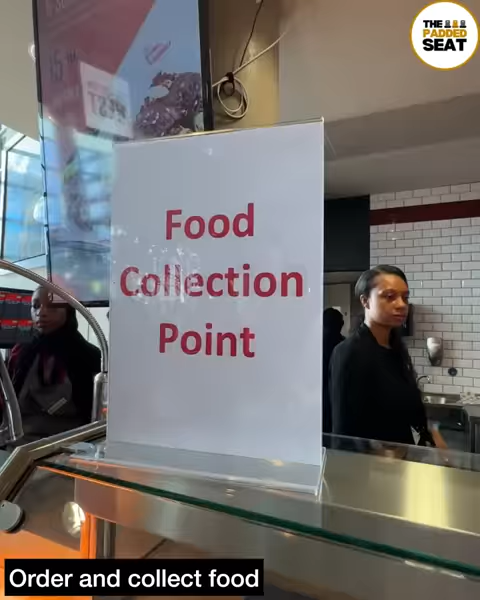 THE
PADDED
SEAT
Food
Collection
Point
Order and collect food